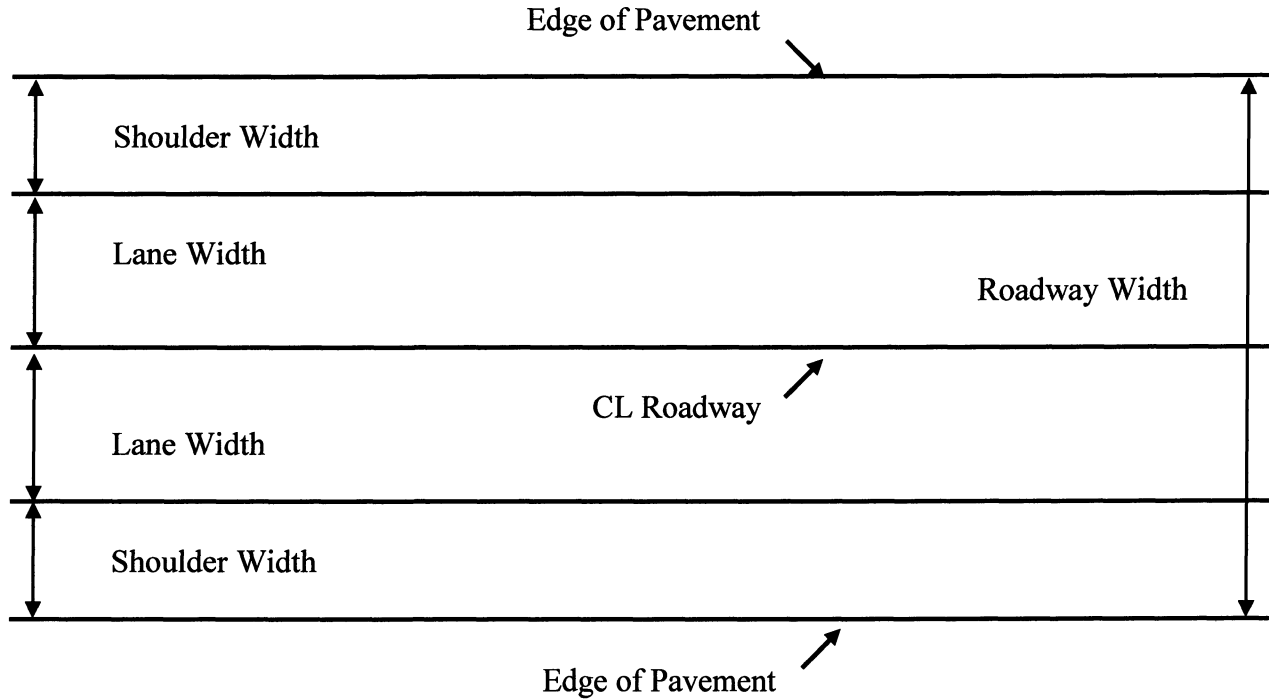 Edge of Pavement
Shoulder Width
Lane Width
Roadway Width
CL Roadway
Lane Width
Shoulder Width
Edge of Pavement